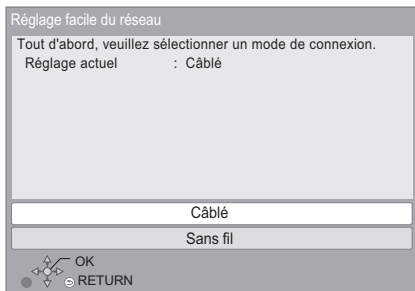 Réglage facile du réseau
Tout d'abord, veuillez sélectionner un mode de connexion.
Réglage actuel : Câblé
Câblé
Sans fil
OK
RETURN